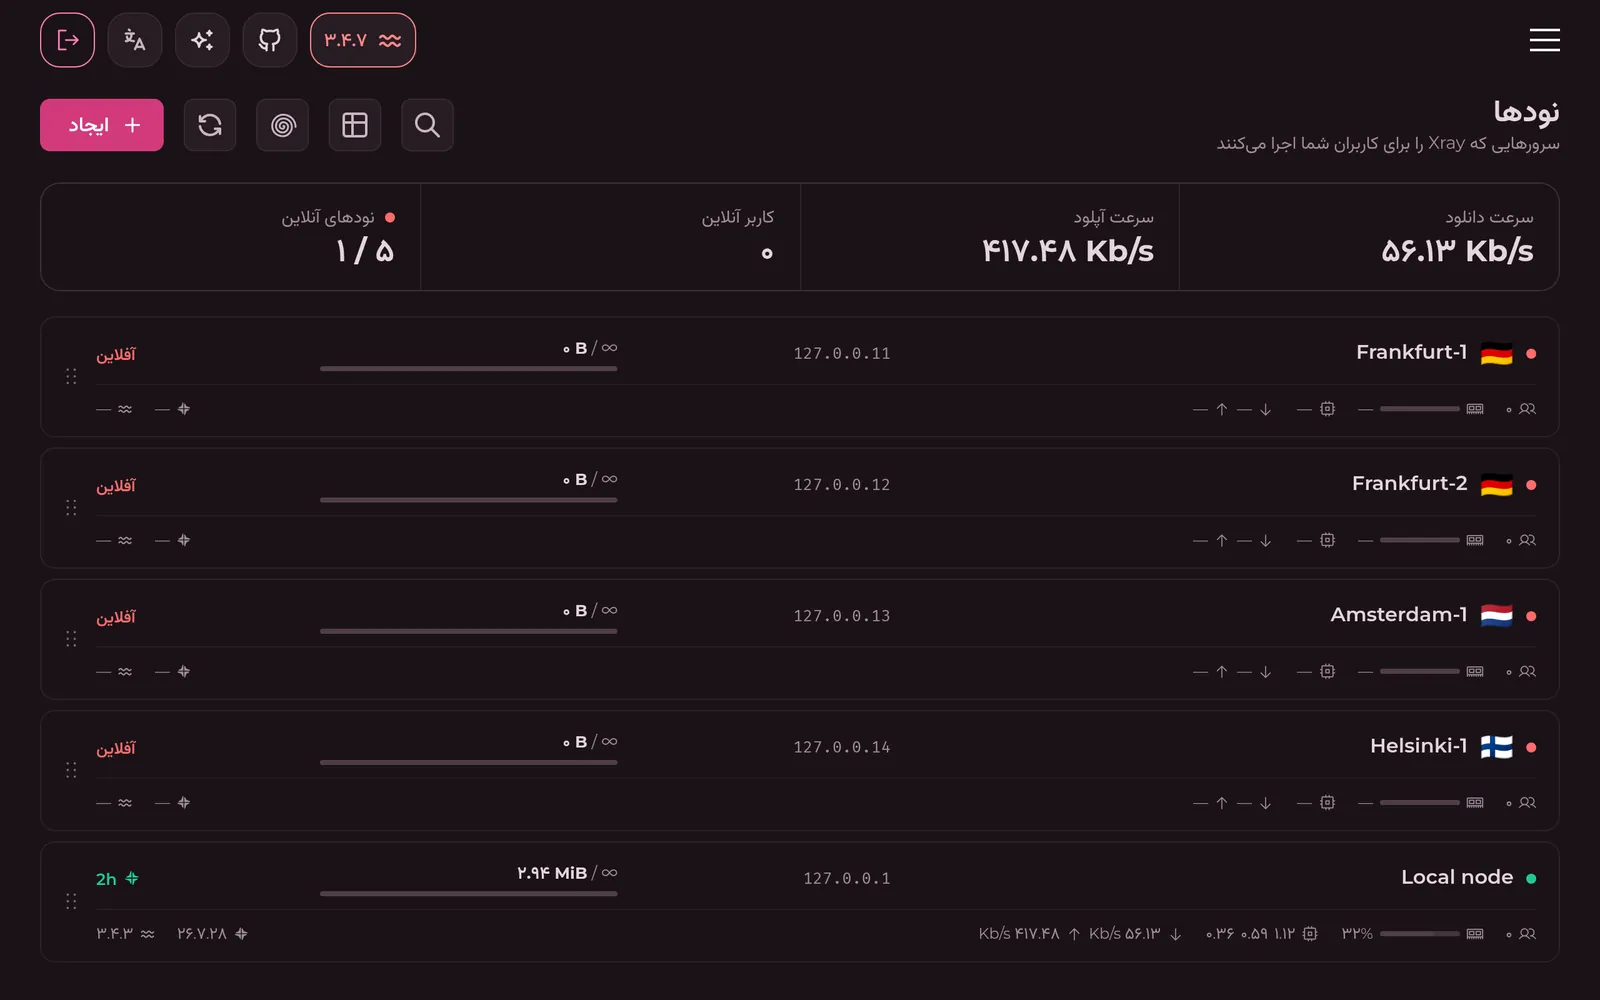 ۳.۴.۷
نودها
سرورهایی که Xray را برای کاربران شما اجرا می‌کنند
ایجاد
سرعت دانلود
۵۶.۱۳ Kb/s
سرعت آپلود
۴۱۷.۴۸ Kb/s
کاربر آنلاین
۰
نودهای آنلاین
۱ / ۵
Frankfurt-1
127.0.0.11
۰ B / ∞
آفلاین
۰ — — — —
— —
Frankfurt-2
127.0.0.12
۰ B / ∞
آفلاین
۰ — — — —
— —
Amsterdam-1
127.0.0.13
۰ B / ∞
آفلاین
۰ — — — —
— —
Helsinki-1
127.0.0.14
۰ B / ∞
آفلاین
۰ — — — —
— —
Local node
127.0.0.1
۲.۹۴ MiB / ∞
2h
۰
۳۲%
۰.۳۶ ۰.۵۹ ۱.۱۲
↓ ۵۶.۱۳ Kb/s ↑ ۴۱۷.۴۸ Kb/s
۲۶.۷.۲۸
۳.۴.۳